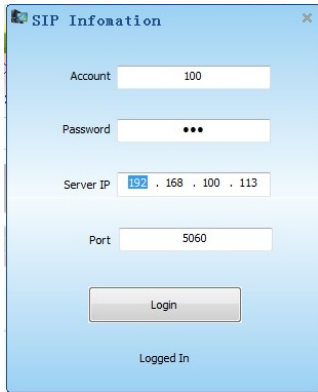 SIP Infomation
Account 100
Password •••
Server IP 192 . 168 . 100 . 113
Port 5060
Login
Logged In